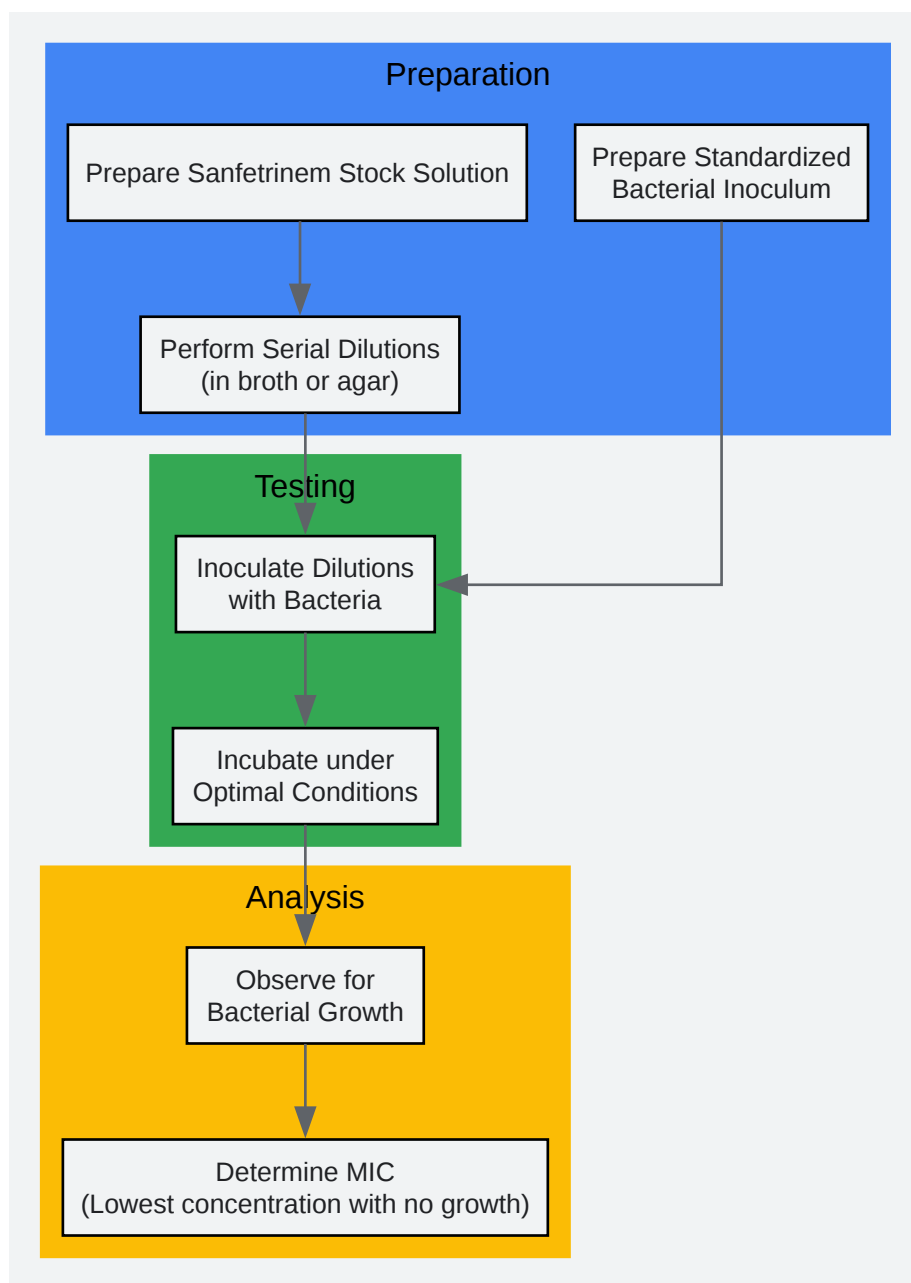 Preparation
Prepare Sanfetrinem Stock Solution
Prepare Standardized
Bacterial Inoculum
Perform Serial Dilutions
(in broth or agar)
Testing
Inoculate Dilutions
with Bacteria
Incubate under
Optimal Conditions
Analysis
Observe for
Bacterial Growth
Determine MIC
(Lowest concentration with no growth)